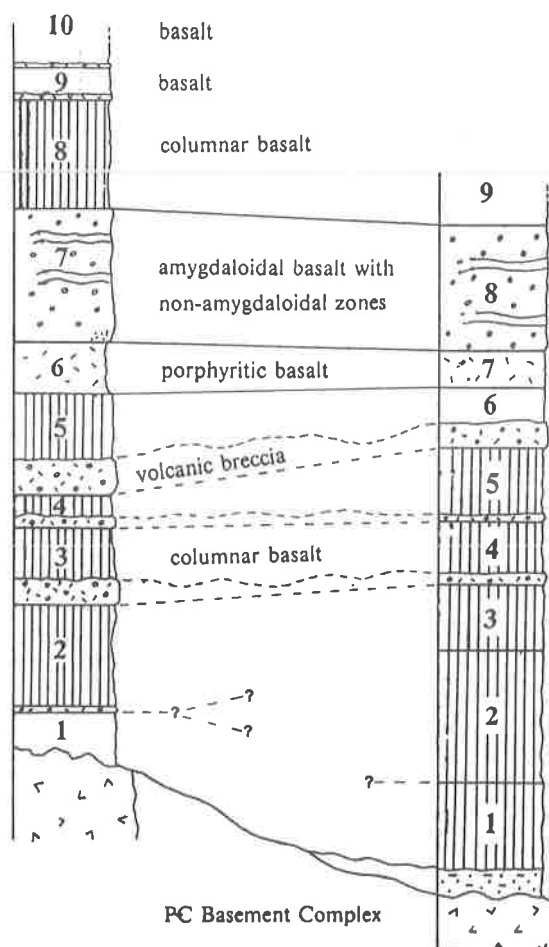 10 basalt
9 basalt
8 columnar basalt
9
7 amygdaloidal basalt with
non-amygdaloidal zones
8
6 porphyritic basalt 7
6
5
volcanic breccia
5
4
3 columnar basalt 4
3
2
2
?
?
?
1
?
1
PЄ Basement Complex